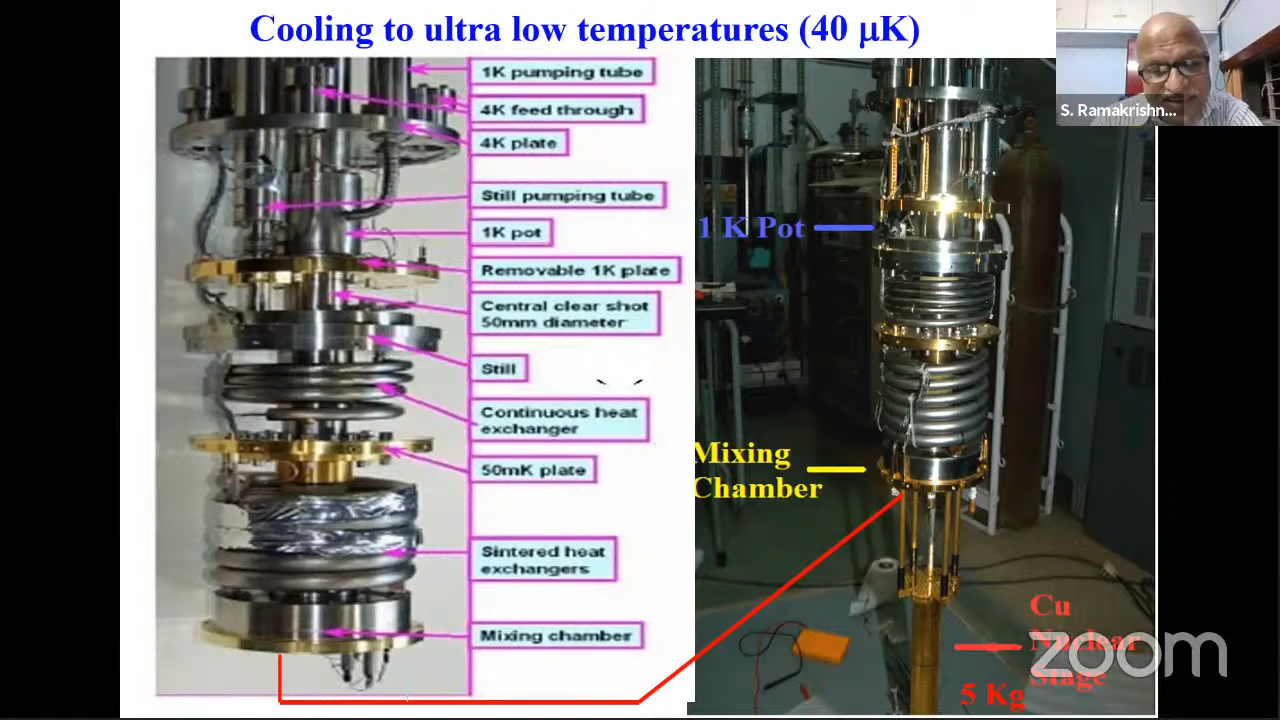 Cooling to ultra low temperatures (40 μK)
S. Ramakrishn...
1K pumping tube
4K feed through
4K plate
Still pumping tube
1K pot
Removable 1K plate
Central clear shot
50mm diameter
Still
Continuous heat
exchanger
50mK plate
Sintered heat
exchangers
Mixing chamber
1 K Pot
Mixing
Chamber
Cu
Nuclear
Stage
5 Kg
zoom